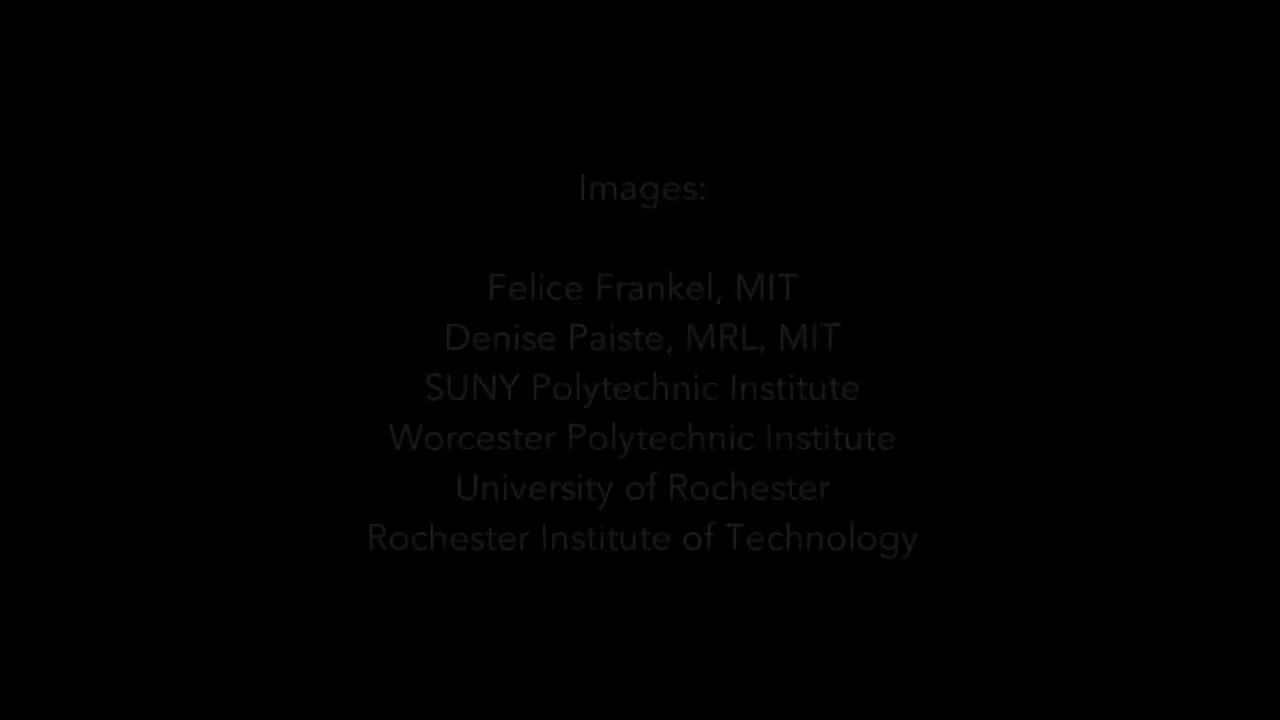 Images:
Felice Frankel, MIT
Denise Paiste, MRL, MIT
SUNY Polytechnic Institute
Worcester Polytechnic Institute
University of Rochester
Rochester Institute of Technology